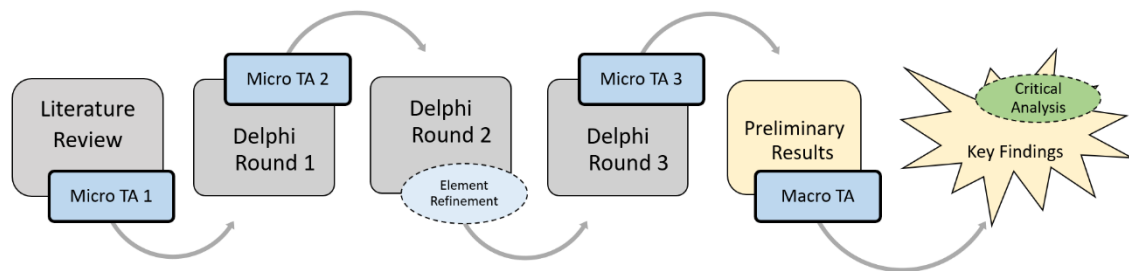 Literature
Review
Micro TA 1
Micro TA 2
Delphi
Round 1
Delphi
Round 2
Element
Refinement
Micro TA 3
Delphi
Round 3
Preliminary
Results
Macro TA
Critical
Analysis
Key Findings